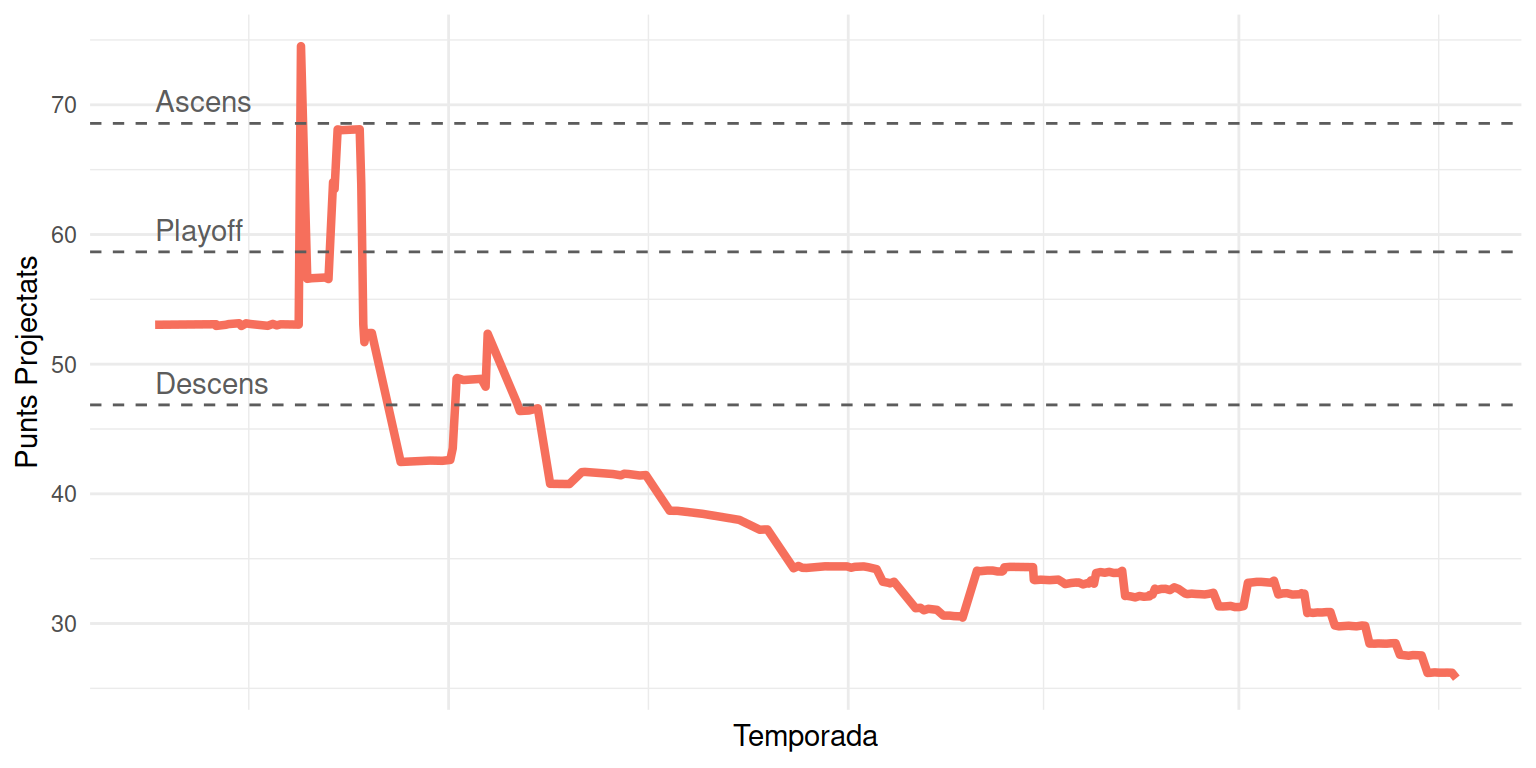 Punts Projectats
70
60
50
40
30
Ascens
Playoff
Descens
Temporada